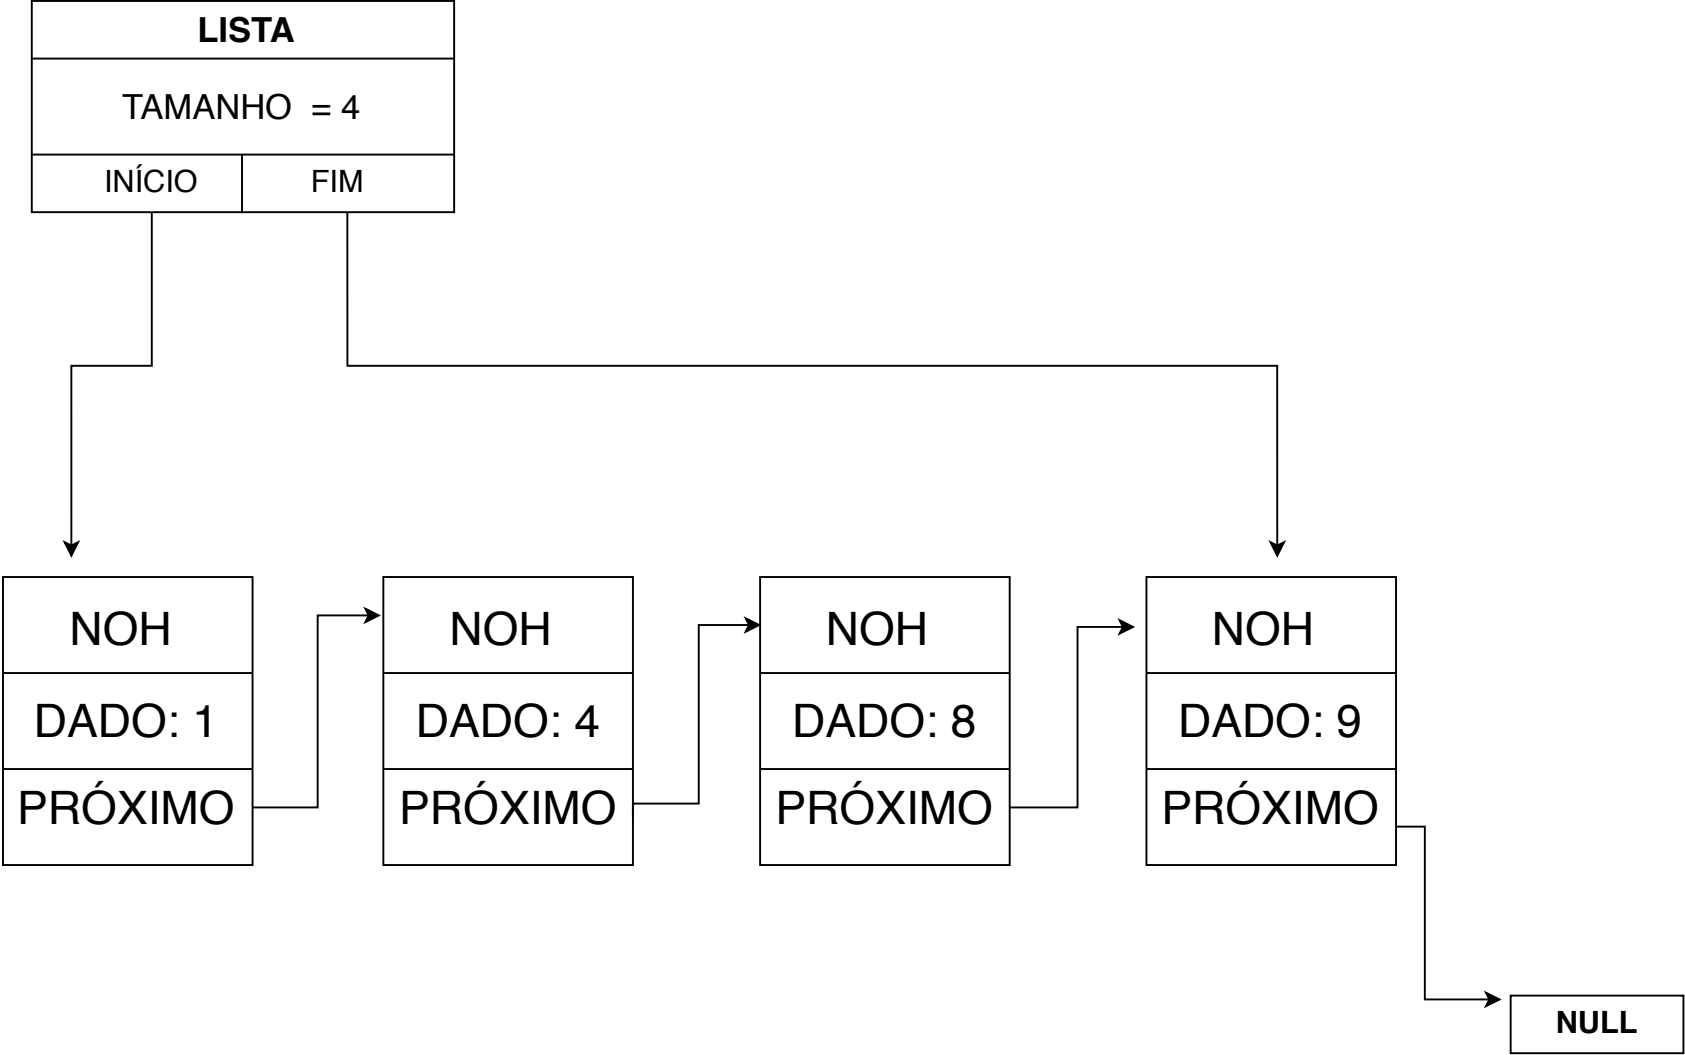 LISTA
TAMANHO = 4
INÍCIO FIM
NOH NOH NOH NOH
DADO: 1 DADO: 4 DADO: 8 DADO: 9
PRÓXIMO PRÓXIMO PRÓXIMO PRÓXIMO
NULL